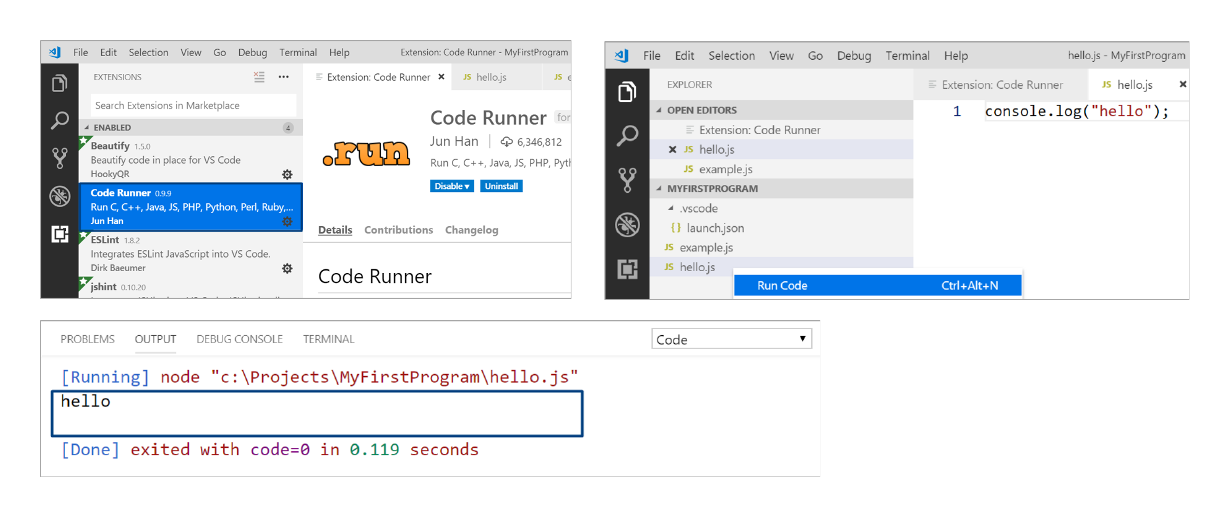 File Edit Selection View Go Debug Terminal Help Extension: Code Runner - MyFirstProgram
EXTENSIONS
Search Extensions in Marketplace
ENABLED 4
Beautify 1.5.0
Beautify code in place for VS Code
HookyQR
Code Runner 0.9.9
Run C, C++, Java, JS, PHP, Python, Perl, Ruby,...
Jun Han
ESLint 1.8.2
Integrates ESLint JavaScript into VS Code.
Dirk Baeumer
jshint 0.10.20
Extension: Code Runner × JS hello.js JS e
.run
Code Runner for
Jun Han 6,346,812
Run C, C++, Java, JS, PHP, Pyth
Disable Uninstall
Details Contributions Changelog
Code Runner
File Edit Selection View Go Debug Terminal Help hello.js - MyFirstProgram
EXPLORER
OPEN EDITORS
Extension: Code Runner
× JS hello.js
JS example.js
MYFIRSTPROGRAM
.vscode
{} launch.json
JS example.js
JS hello.js
Extension: Code Runner JS hello.js ×
1 console.log("hello");
Run Code Ctrl+Alt+N
PROBLEMS OUTPUT DEBUG CONSOLE TERMINAL Code
[Running] node "c:\Projects\MyFirstProgram\hello.js"
hello
[Done] exited with code=0 in 0.119 seconds